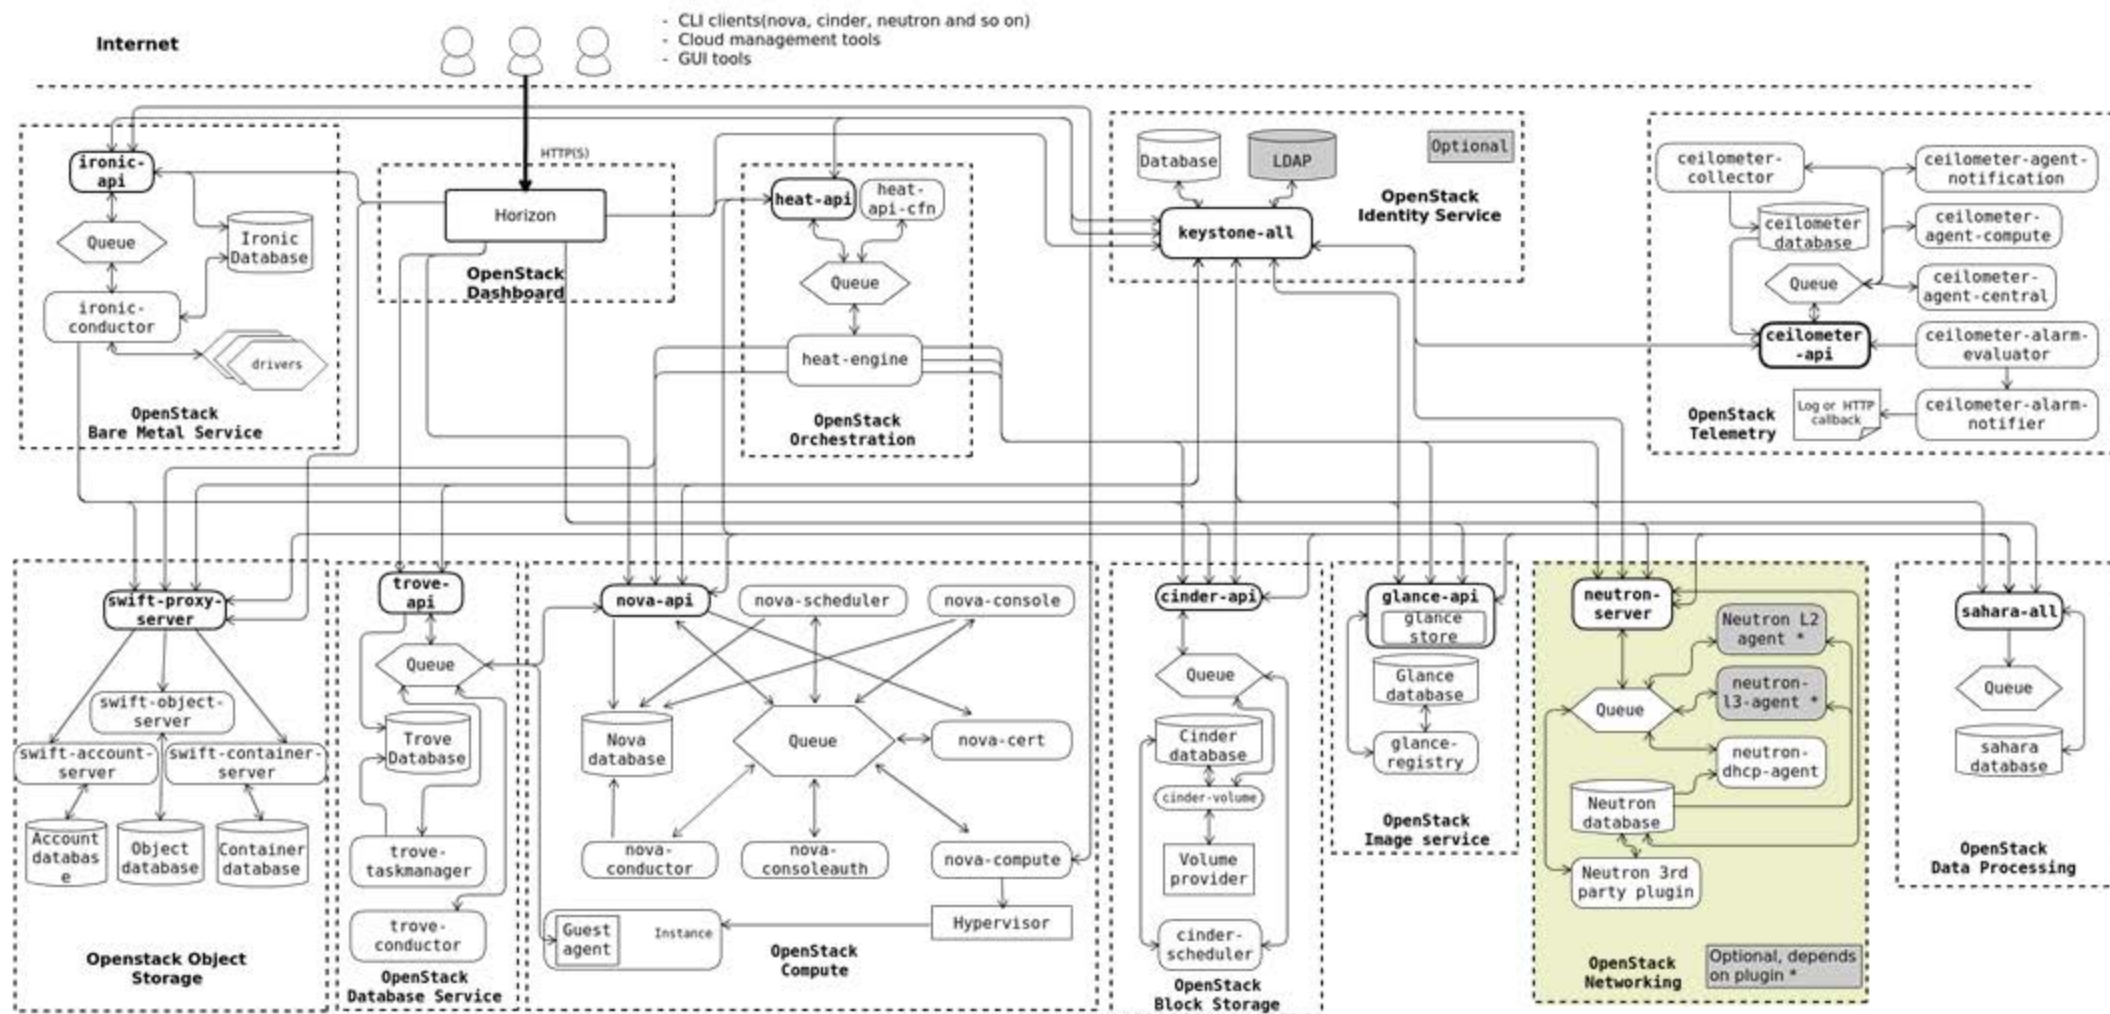 Internet
- CLI clients(nova, cinder, neutron and so on)
- Cloud management tools
- GUI tools
HTTP(S)
ironic-
api
Queue
Ironic
Database
ironic-
conductor
drivers
OpenStack
Bare Metal Service
Horizon
OpenStack
Dashboard
heat-api
heat-
api-cfn
Queue
heat-engine
OpenStack
Orchestration
Database
LDAP
Optional
OpenStack
Identity Service
keystone-all
ceilometer-
collector
ceilometer-agent-
notification
ceilometer
database
ceilometer-
agent-compute
Queue
ceilometer-
agent-central
ceilometer
-api
ceilometer-alarm-
evaluator
Log or HTTP
callback
ceilometer-alarm-
notifier
OpenStack
Telemetry
swift-proxy-
server
swift-object-
server
swift-account-
server
swift-container-
server
Account
databas
e
Object
database
Container
database
Openstack Object
Storage
trove-
api
Queue
Trove
Database
trove-
taskmanager
trove-
conductor
OpenStack
Database Service
nova-api
nova-scheduler
nova-console
Nova
database
Queue
nova-cert
nova-
conductor
nova-
consoleauth
nova-compute
Hypervisor
Guest
agent
Instance
OpenStack
Compute
cinder-api
Queue
Cinder
database
cinder-volume
Volume
provider
cinder-
scheduler
OpenStack
Block Storage
glance-api
glance
store
Glance
database
glance-
registry
OpenStack
Image service
neutron-
server
Neutron L2
agent *
neutron-
l3-agent *
Queue
neutron-
dhcp-agent
Neutron
database
Neutron 3rd
party plugin
OpenStack
Networking
Optional, depends
on plugin *
sahara-all
Queue
sahara
database
OpenStack
Data Processing